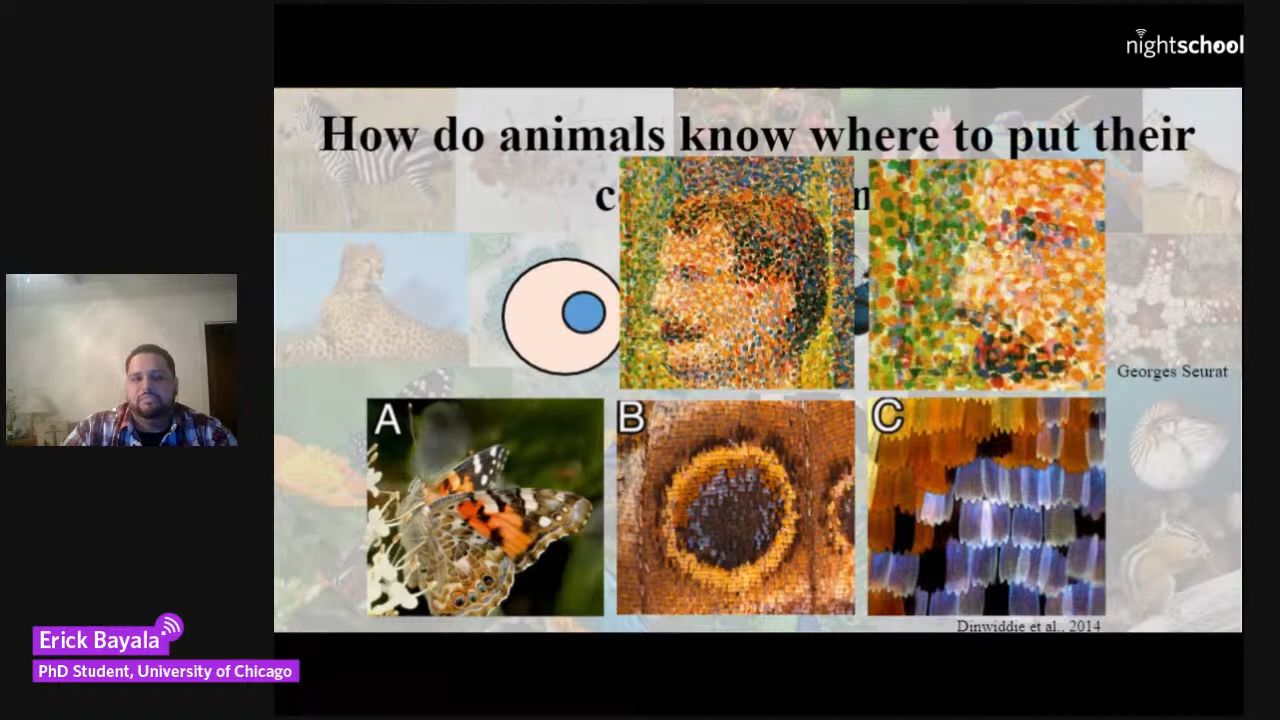 nightschool
How do animals know where to put their
Georges Seurat
A
B
C
Dinwiddie et al., 2014
Erick Bayala
PhD Student, University of Chicago